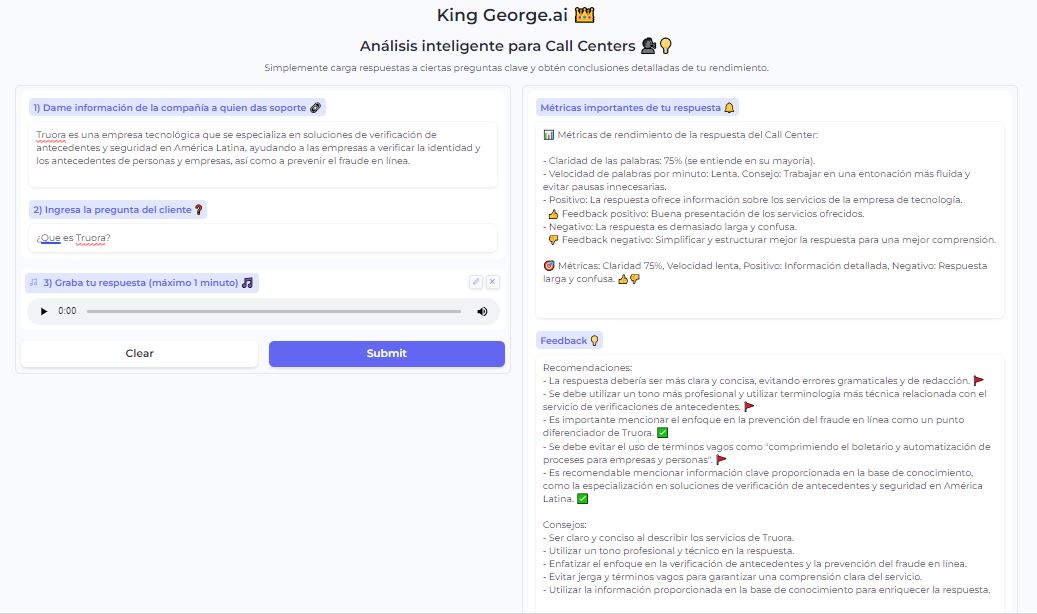 King George.ai 👑
Análisis inteligente para Call Centers 🗣💡
Simplemente carga respuestas a ciertas preguntas clave y obtén conclusiones detalladas de tu rendimiento.
1) Dame información de la compañía a quien das soporte 🔗
Truora es una empresa tecnológica que se especializa en soluciones de verificación de
antecedentes y seguridad en América Latina, ayudando a las empresas a verificar la identidad y
los antecedentes de personas y empresas, así como a prevenir el fraude en línea.
2) Ingresa la pregunta del cliente ❓
¿Que es Truora?
3) Graba tu respuesta (máximo 1 minuto) 🎵
0:00
Clear
Submit
Métricas importantes de tu respuesta 🔔
📊 Métricas de rendimiento de la respuesta del Call Center:
- Claridad de las palabras: 75% (se entiende en su mayoría).
- Velocidad de palabras por minuto: Lenta. Consejo: Trabajar en una entonación más fluida y
evitar pausas innecesarias.
- Positivo: La respuesta ofrece información sobre los servicios de la empresa de tecnología.
👍 Feedback positivo: Buena presentación de los servicios ofrecidos.
- Negativo: La respuesta es demasiado larga y confusa.
👎 Feedback negativo: Simplificar y estructurar mejor la respuesta para una mejor comprensión.
🎯 Métricas: Claridad 75%, Velocidad lenta, Positivo: Información detallada, Negativo: Respuesta
larga y confusa. 👍👎
Feedback 💡
Recomendaciones:
- La respuesta debería ser más clara y concisa, evitando errores gramaticales y de redacción. 🚩
- Se debe utilizar un tono más profesional y utilizar terminología más técnica relacionada con el
servicio de verificaciones de antecedentes. 🚩
- Es importante mencionar el enfoque en la prevención del fraude en línea como un punto
diferenciador de Truora. ✅
- Se debe evitar el uso de términos vagos como "comprimiendo el boletario y automatización de
procesos para empresas y personas". 🚩
- Es recomendable mencionar información clave proporcionada en la base de conocimiento,
como la especialización en soluciones de verificación de antecedentes y seguridad en América
Latina. ✅
Consejos:
- Ser claro y conciso al describir los servicios de Truora.
- Utilizar un tono profesional y técnico en la respuesta.
- Enfatizar el enfoque en la verificación de antecedentes y la prevención del fraude en línea.
- Evitar jerga y términos vagos para garantizar una comprensión clara del servicio.
- Utilizar la información proporcionada en la base de conocimiento para enriquecer la respuesta.